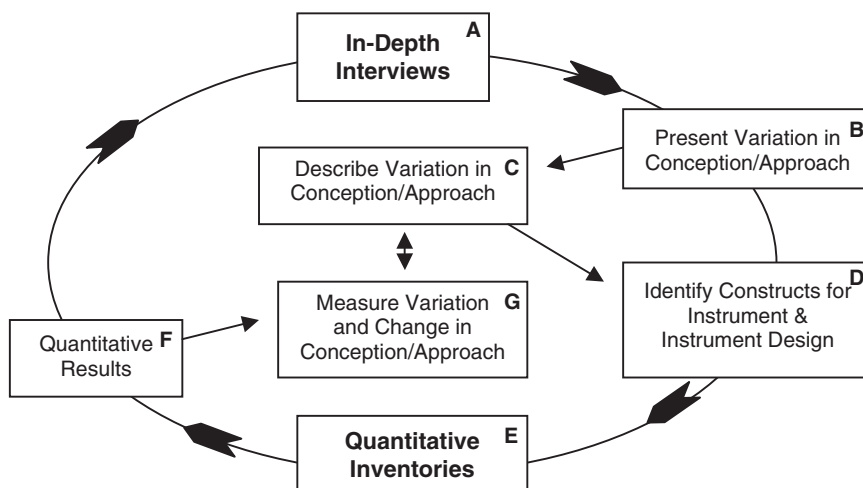 A
In-Depth
Interviews
B
Present Variation in
Conception/Approach
C
Describe Variation in
Conception/Approach
D
Identify Constructs for
Instrument &
Instrument Design
G
Measure Variation
and Change in
Conception/Approach
F
Quantitative
Results
E
Quantitative
Inventories